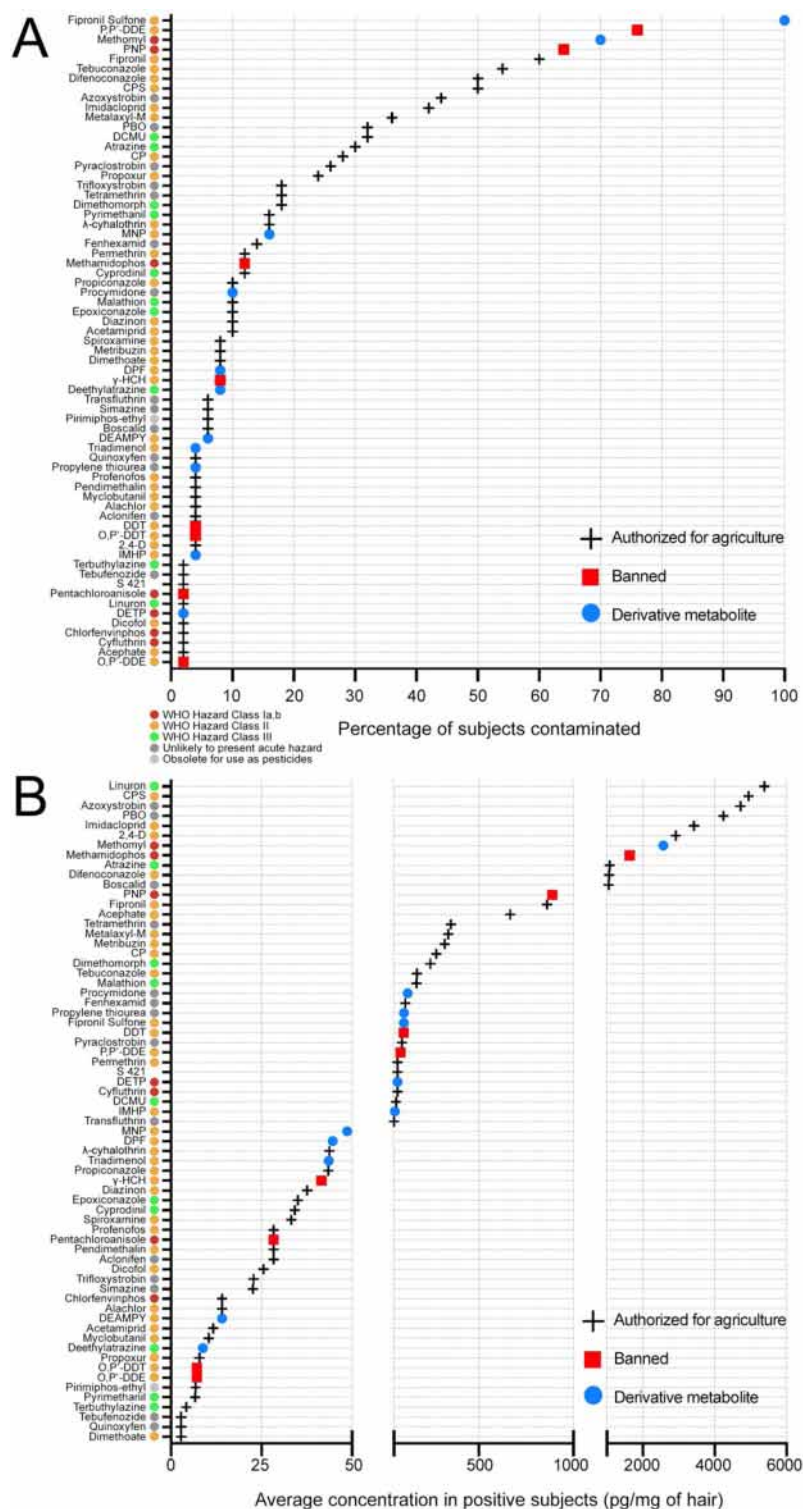 A
Fipronil Sulfone
P,P´-DDE
Methomyl
PNP
Fipronil
Tebuconazole
Difenoconazole
CPS
Azoxystrobin
Imidacloprid
Metalaxyl-M
PBO
DCMU
Atrazine
CP
Pyraclostrobin
Propoxur
Trifloxystrobin
Tetramethrin
Dimethomorph
Pyrimethanil
λ-cyhalothrin
MNP
Fenhexamid
Permethrin
Methamidophos
Cyprodinil
Propiconazole
Procymidone
Malathion
Epoxiconazole
Diazinon
Acetamiprid
Spiroxamine
Metribuzin
Dimethoate
DPF
γ-HCH
Deethylatrazine
Transfluthrin
Simazine
Pirimiphos-ethyl
Boscalid
DEAMPY
Triadimenol
Quinoxyfen
Propylene thiourea
Profenofos
Pendimethalin
Myclobutanil
Alachlor
Aclonifen
DDT
O,P´-DDT
2,4-D
IMHP
Terbuthylazine
Tebufenozide
S 421
Pentachloroanisole
Linuron
DETP
Dicofol
Chlorfenvinphos
Cyfluthrin
Acephate
O,P´-DDE
Authorized for agriculture
Banned
Derivative metabolite
0 10 20 30 40 50 60 70 80 90 100
Percentage of subjects contaminated
WHO Hazard Class Ia,b
WHO Hazard Class II
WHO Hazard Class III
Unlikely to present acute hazard
Obsolete for use as pesticides
B
Linuron
CPS
Azoxystrobin
PBO
Imidacloprid
2,4-D
Methomyl
Methamidophos
Atrazine
Difenoconazole
Boscalid
PNP
Fipronil
Acephate
Tetramethrin
Metalaxyl-M
Metribuzin
CP
Dimethomorph
Tebuconazole
Malathion
Procymidone
Fenhexamid
Propylene thiourea
Fipronil Sulfone
DDT
Pyraclostrobin
P,P´-DDE
Permethrin
S 421
DETP
Cyfluthrin
DCMU
IMHP
Transfluthrin
MNP
DPF
λ-cyhalothrin
Triadimenol
Propiconazole
γ-HCH
Diazinon
Epoxiconazole
Cyprodinil
Spiroxamine
Profenofos
Pentachloroanisole
Pendimethalin
Aclonifen
Dicofol
Trifloxystrobin
Simazine
Chlorfenvinphos
Alachlor
DEAMPY
Acetamiprid
Myclobutanil
Deethylatrazine
Propoxur
O,P´-DDT
O,P´-DDE
Pirimiphos-ethyl
Pyrimethanil
Terbuthylazine
Tebufenozide
Quinoxyfen
Dimethoate
Authorized for agriculture
Banned
Derivative metabolite
0 25 50 50 500 1000 2000 3000 4000 5000 6000
Average concentration in positive subjects (pg/mg of hair)